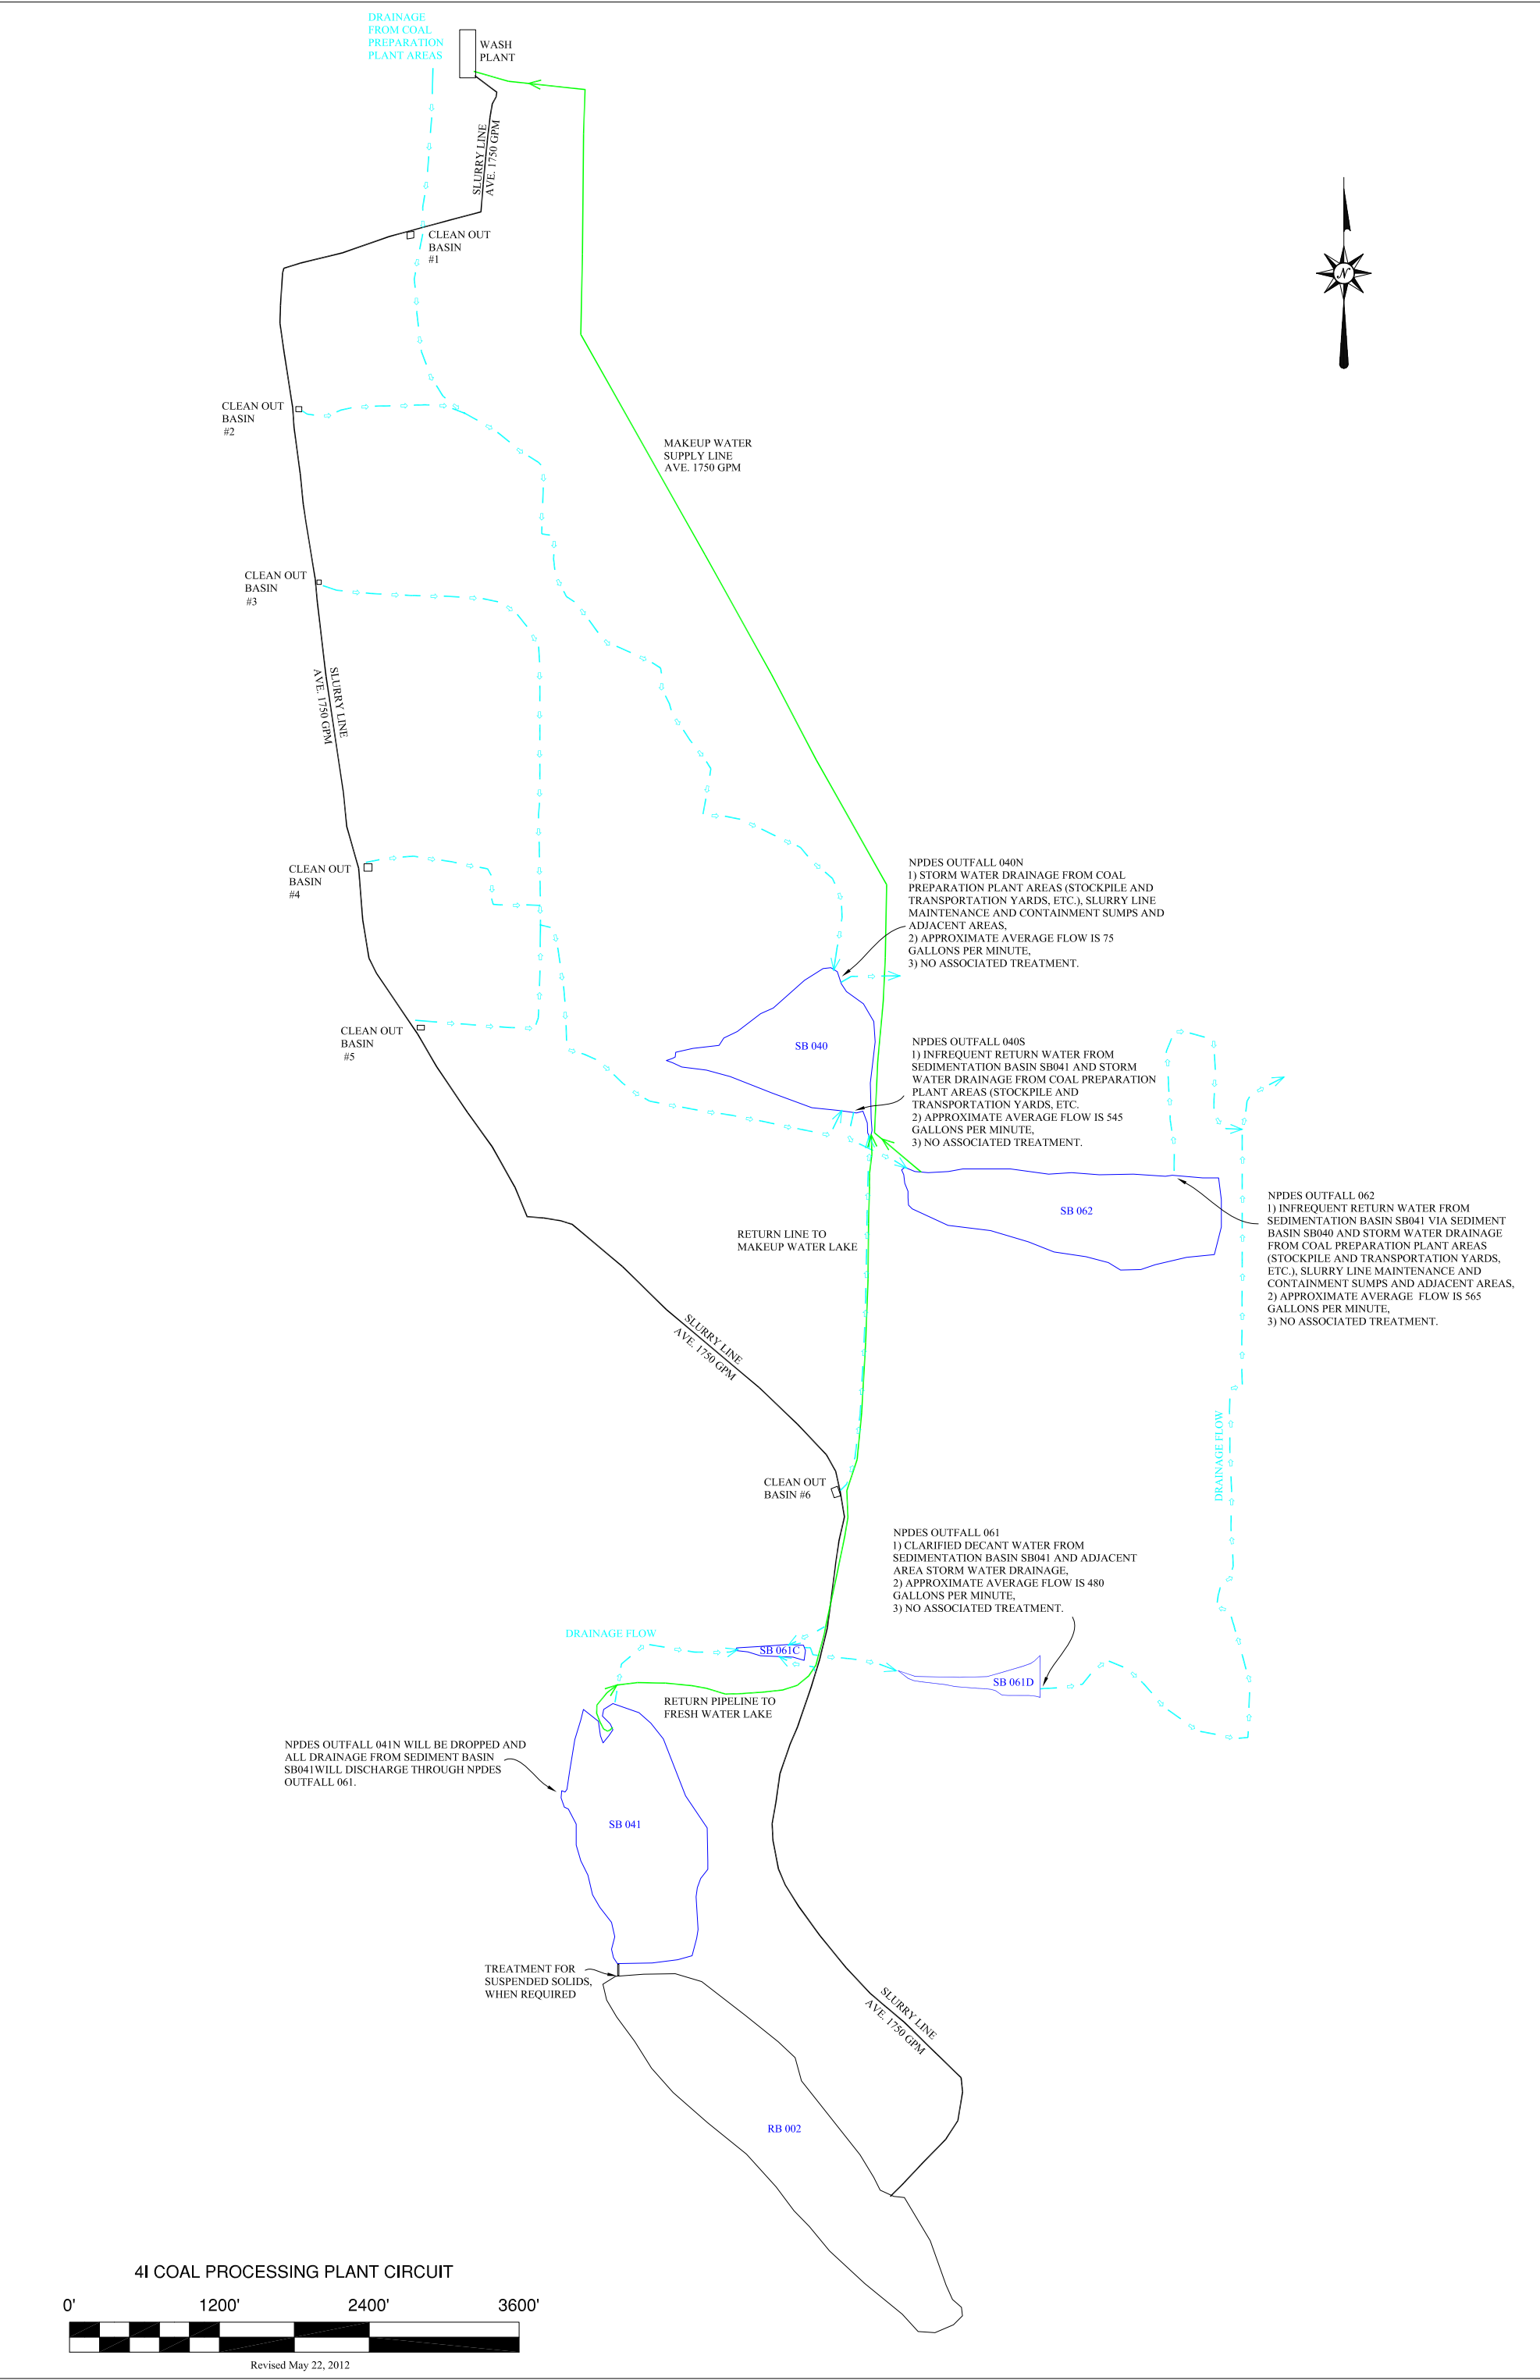 DRAINAGE
FROM COAL
PREPARATION
PLANT AREAS
WASH
PLANT
SLURRY LINE
AVE. 1750 GPM
CLEAN OUT
BASIN
#1
N
CLEAN OUT
BASIN
#2
MAKEUP WATER
SUPPLY LINE
AVE. 1750 GPM
CLEAN OUT
BASIN
#3
SLURRY LINE
AVE. 1750 GPM
CLEAN OUT
BASIN
#4
NPDES OUTFALL 040N
1) STORM WATER DRAINAGE FROM COAL
PREPARATION PLANT AREAS (STOCKPILE AND
TRANSPORTATION YARDS, ETC.), SLURRY LINE
MAINTENANCE AND CONTAINMENT SUMPS AND
ADJACENT AREAS,
2) APPROXIMATE AVERAGE FLOW IS 75
GALLONS PER MINUTE,
3) NO ASSOCIATED TREATMENT.
CLEAN OUT
BASIN
#5
SB 040
NPDES OUTFALL 040S
1) INFREQUENT RETURN WATER FROM
SEDIMENTATION BASIN SB041 AND STORM
WATER DRAINAGE FROM COAL PREPARATION
PLANT AREAS (STOCKPILE AND
TRANSPORTATION YARDS, ETC.
2) APPROXIMATE AVERAGE FLOW IS 545
GALLONS PER MINUTE,
3) NO ASSOCIATED TREATMENT.
SB 062
NPDES OUTFALL 062
1) INFREQUENT RETURN WATER FROM
SEDIMENTATION BASIN SB041 VIA SEDIMENT
BASIN SB040 AND STORM WATER DRAINAGE
FROM COAL PREPARATION PLANT AREAS
(STOCKPILE AND TRANSPORTATION YARDS,
ETC.), SLURRY LINE MAINTENANCE AND
CONTAINMENT SUMPS AND ADJACENT AREAS,
2) APPROXIMATE AVERAGE FLOW IS 565
GALLONS PER MINUTE,
3) NO ASSOCIATED TREATMENT.
RETURN LINE TO
MAKEUP WATER LAKE
SLURRY LINE
AVE. 1750 GPM
DRAINAGE FLOW
CLEAN OUT
BASIN #6
NPDES OUTFALL 061
1) CLARIFIED DECANT WATER FROM
SEDIMENTATION BASIN SB041 AND ADJACENT
AREA STORM WATER DRAINAGE,
2) APPROXIMATE AVERAGE FLOW IS 480
GALLONS PER MINUTE,
3) NO ASSOCIATED TREATMENT.
DRAINAGE FLOW
SB 061C
SB 061D
RETURN PIPELINE TO
FRESH WATER LAKE
NPDES OUTFALL 041N WILL BE DROPPED AND
ALL DRAINAGE FROM SEDIMENT BASIN
SB041WILL DISCHARGE THROUGH NPDES
OUTFALL 061.
SB 041
TREATMENT FOR
SUSPENDED SOLIDS,
WHEN REQUIRED
SLURRY LINE
AVE. 1750 GPM
RB 002
4I COAL PROCESSING PLANT CIRCUIT
0' 1200' 2400' 3600'
Revised May 22, 2012